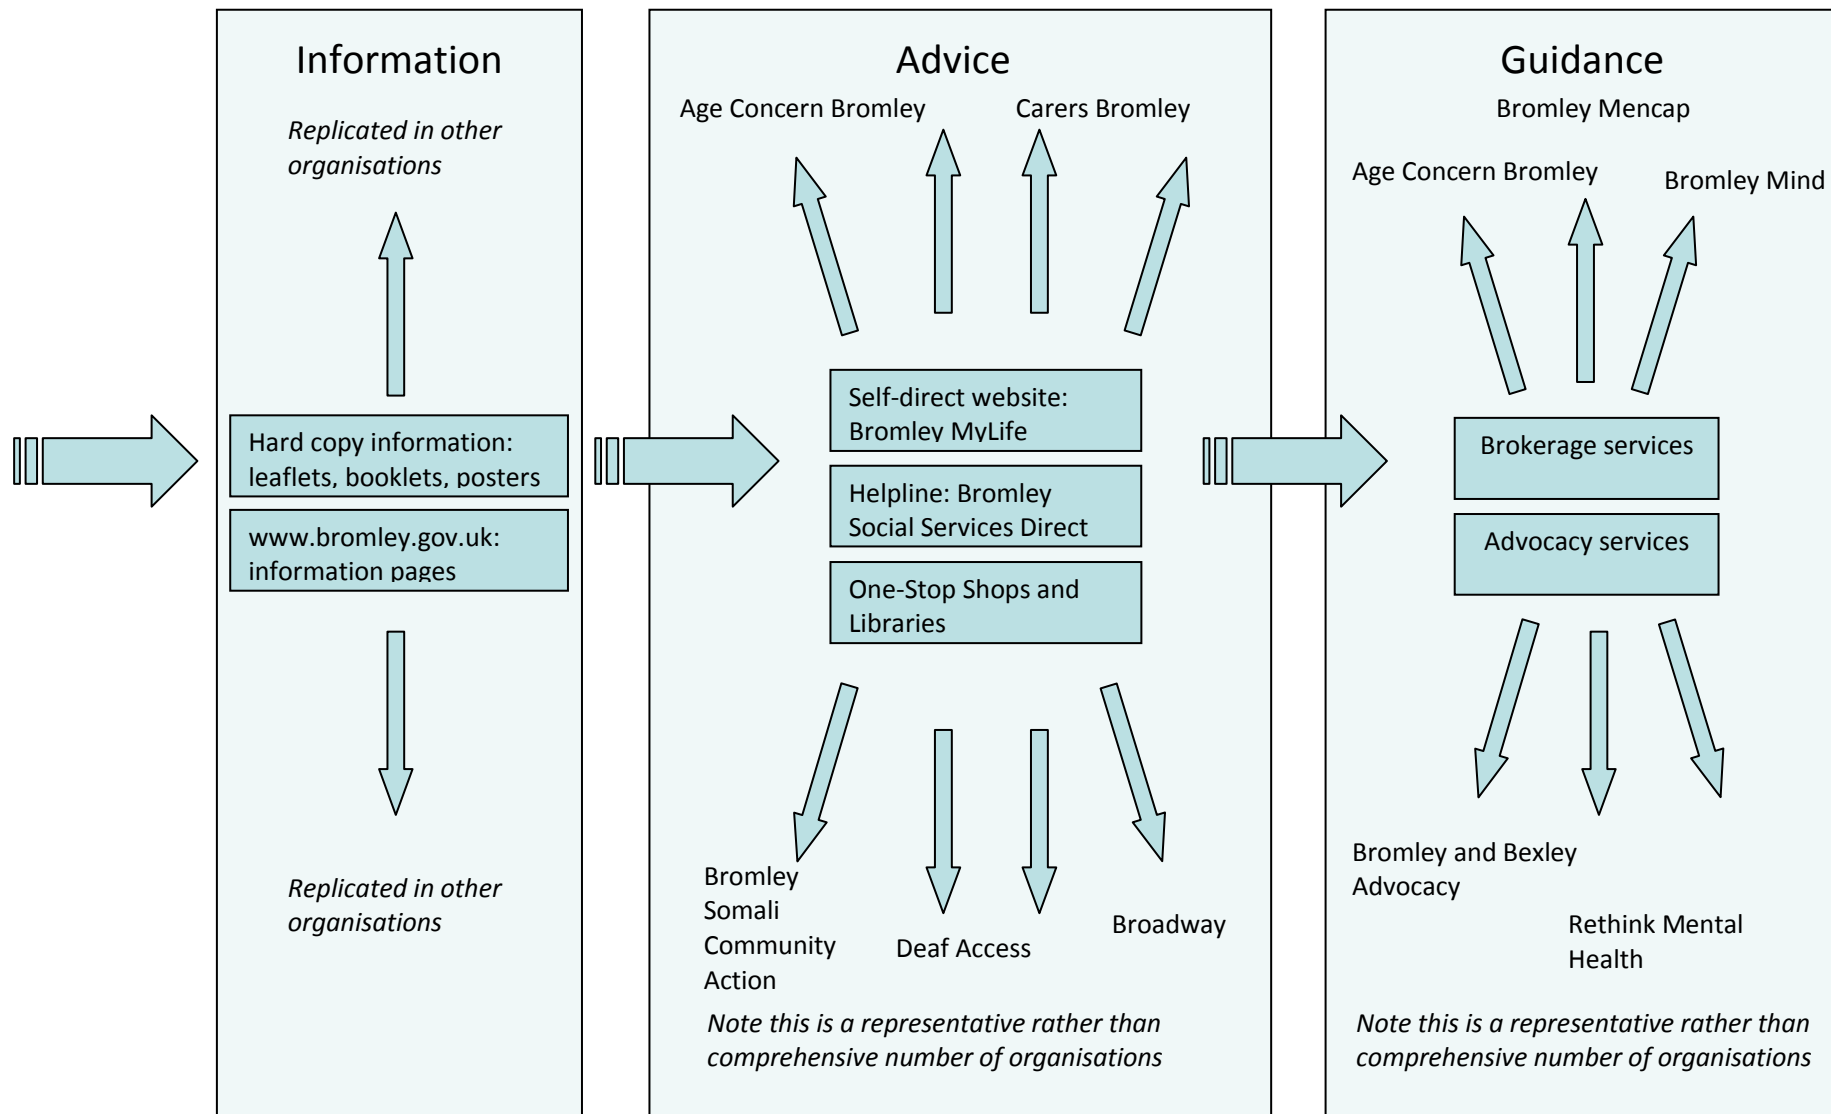 Information
Replicated in other
organisations
Hard copy information:
leaflets, booklets, posters
www.bromley.gov.uk:
information pages
Replicated in other
organisations
Advice
Age Concern Bromley
Carers Bromley
Self-direct website:
Bromley MyLife
Helpline: Bromley
Social Services Direct
One-Stop Shops and
Libraries
Bromley
Somali
Community
Action
Deaf Access
Broadway
Note this is a representative rather than
comprehensive number of organisations
Guidance
Bromley Mencap
Age Concern Bromley
Bromley Mind
Brokerage services
Advocacy services
Bromley and Bexley
Advocacy
Rethink Mental
Health
Note this is a representative rather than
comprehensive number of organisations